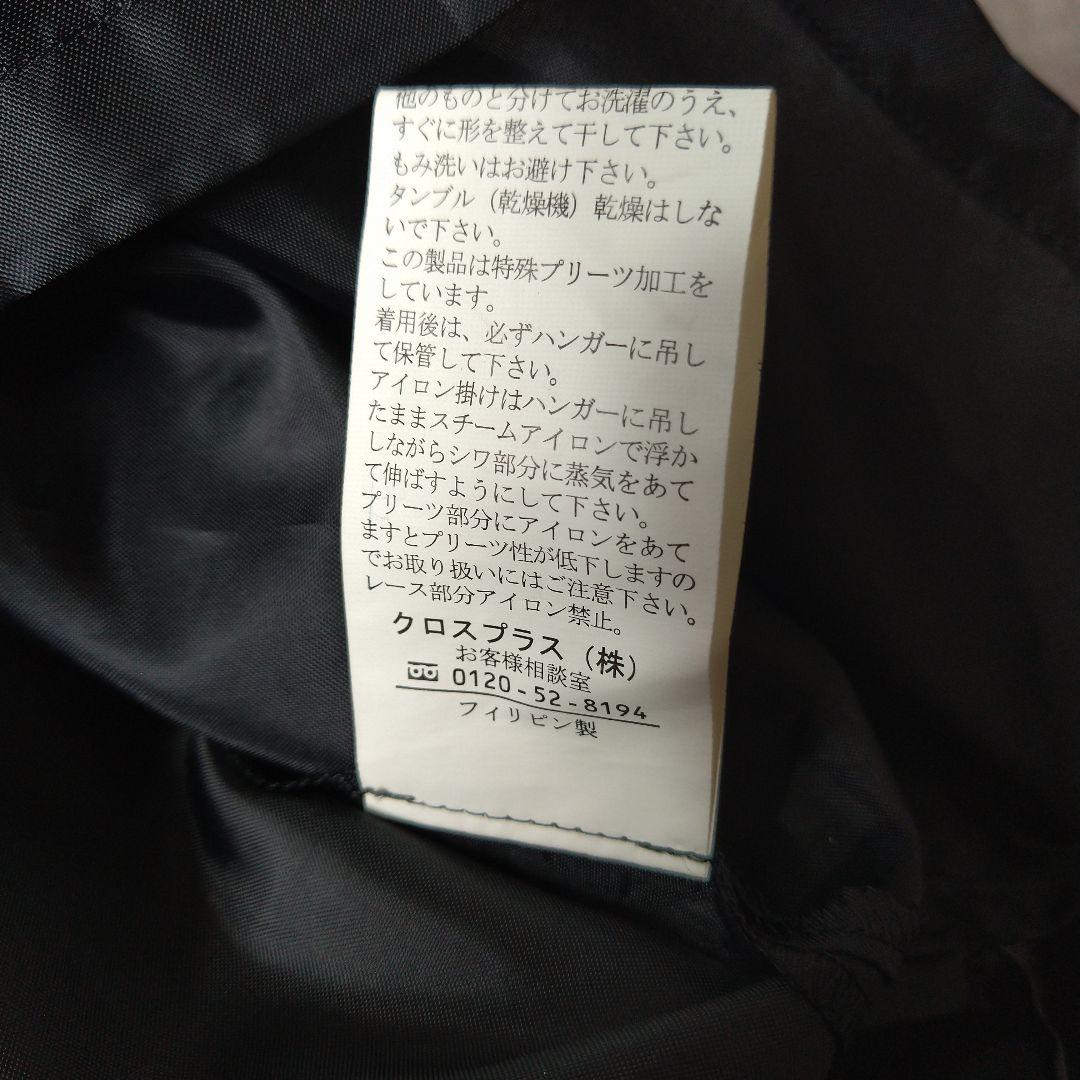 他のものと分けてお洗濯のうえ、
すぐに形を整えて干して下さい。
もみ洗いはお避け下さい。
タンブル（乾燥機）乾燥はしな
いで下さい。
この製品は特殊プリーツ加工を
しています。
着用後は、必ずハンガーに吊し
て保管して下さい。
アイロン掛けはハンガーに吊し
たままスチームアイロンで浮か
しながらシワ部分に蒸気をあて
て伸ばすようにして下さい。
プリーツ部分にアイロンをあて
ますとプリーツ性が低下しますの
でお取り扱いにはご注意下さい。
レース部分アイロン禁止。
クロスプラス（株）
お客様相談室
0120-52-8194
フィリピン製